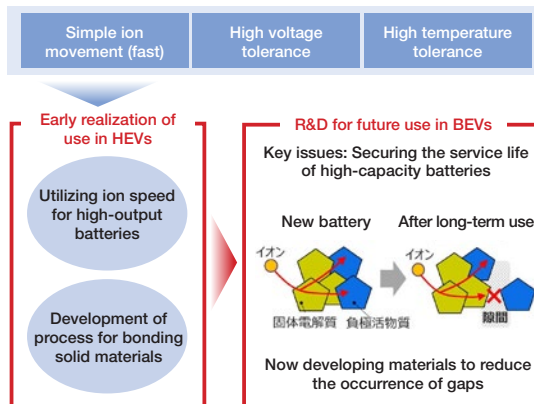 Simple ion
movement (fast)
High voltage
tolerance
High temperature
tolerance
Early realization of
use in HEVs
Utilizing ion speed
for high-output
batteries
Development of
process for bonding
solid materials
R&D for future use in BEVs
Key issues: Securing the service life
of high-capacity batteries
New battery
After long-term use
イオン
イオン
固体電解質
負極活物質
隙間
Now developing materials to reduce
the occurrence of gaps